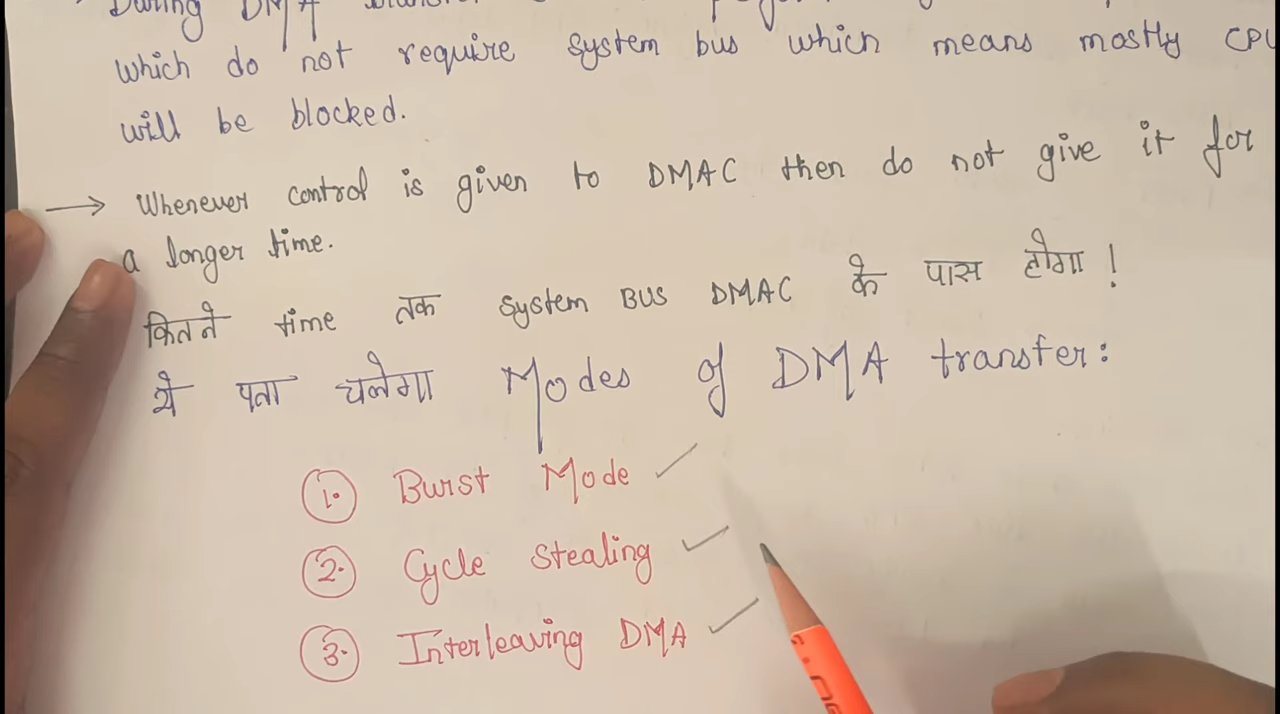 During DMA
which do not require system bus which means mostly CPU
will be blocked.
→ Whenever control is given to DMAC then do not give it for
a longer time.
कितने time तक system BUS DMAC के पास होगा !
ये पता चलेगा Modes of DMA transfer:
1. Burst Mode ✓
2. Cycle Stealing ✓
3. Interleaving DMA ✓